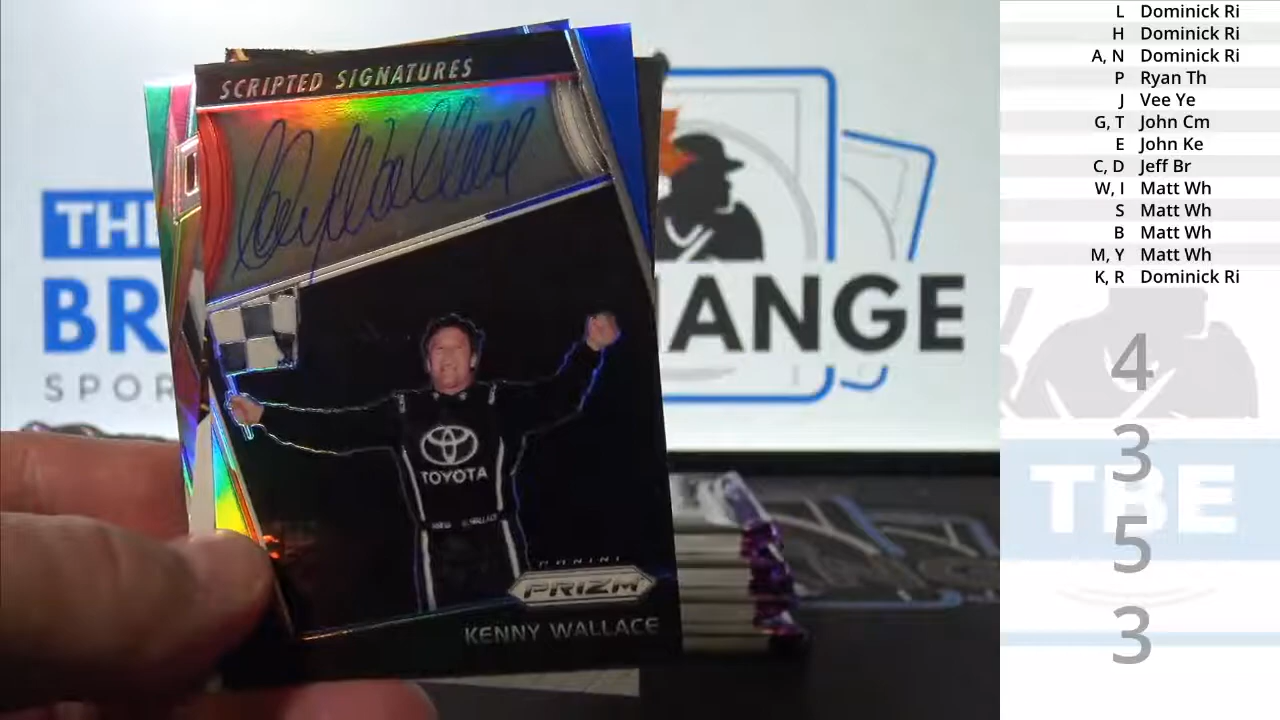 SCRIPTED SIGNATURES
Kenny Wallace
TOYOTA
PANINI
PRIZM
KENNY WALLACE
THE
BR
ANGE
SPOR
L Dominick Ri
H Dominick Ri
A, N Dominick Ri
P Ryan Th
J Vee Ye
G, T John Cm
E John Ke
C, D Jeff Br
W, I Matt Wh
S Matt Wh
B Matt Wh
M, Y Matt Wh
K, R Dominick Ri
4
3
5
3
TBE